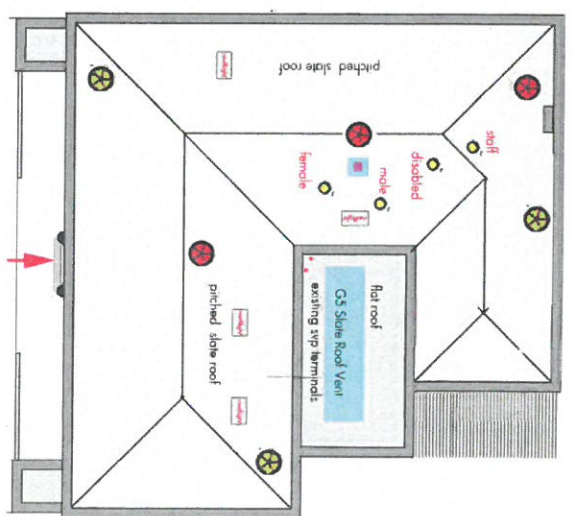 pitched slate roof
staff
disabled
male
female
flat roof
G5 Slate Roof Vent
existing svp terminals
pitched slate roof